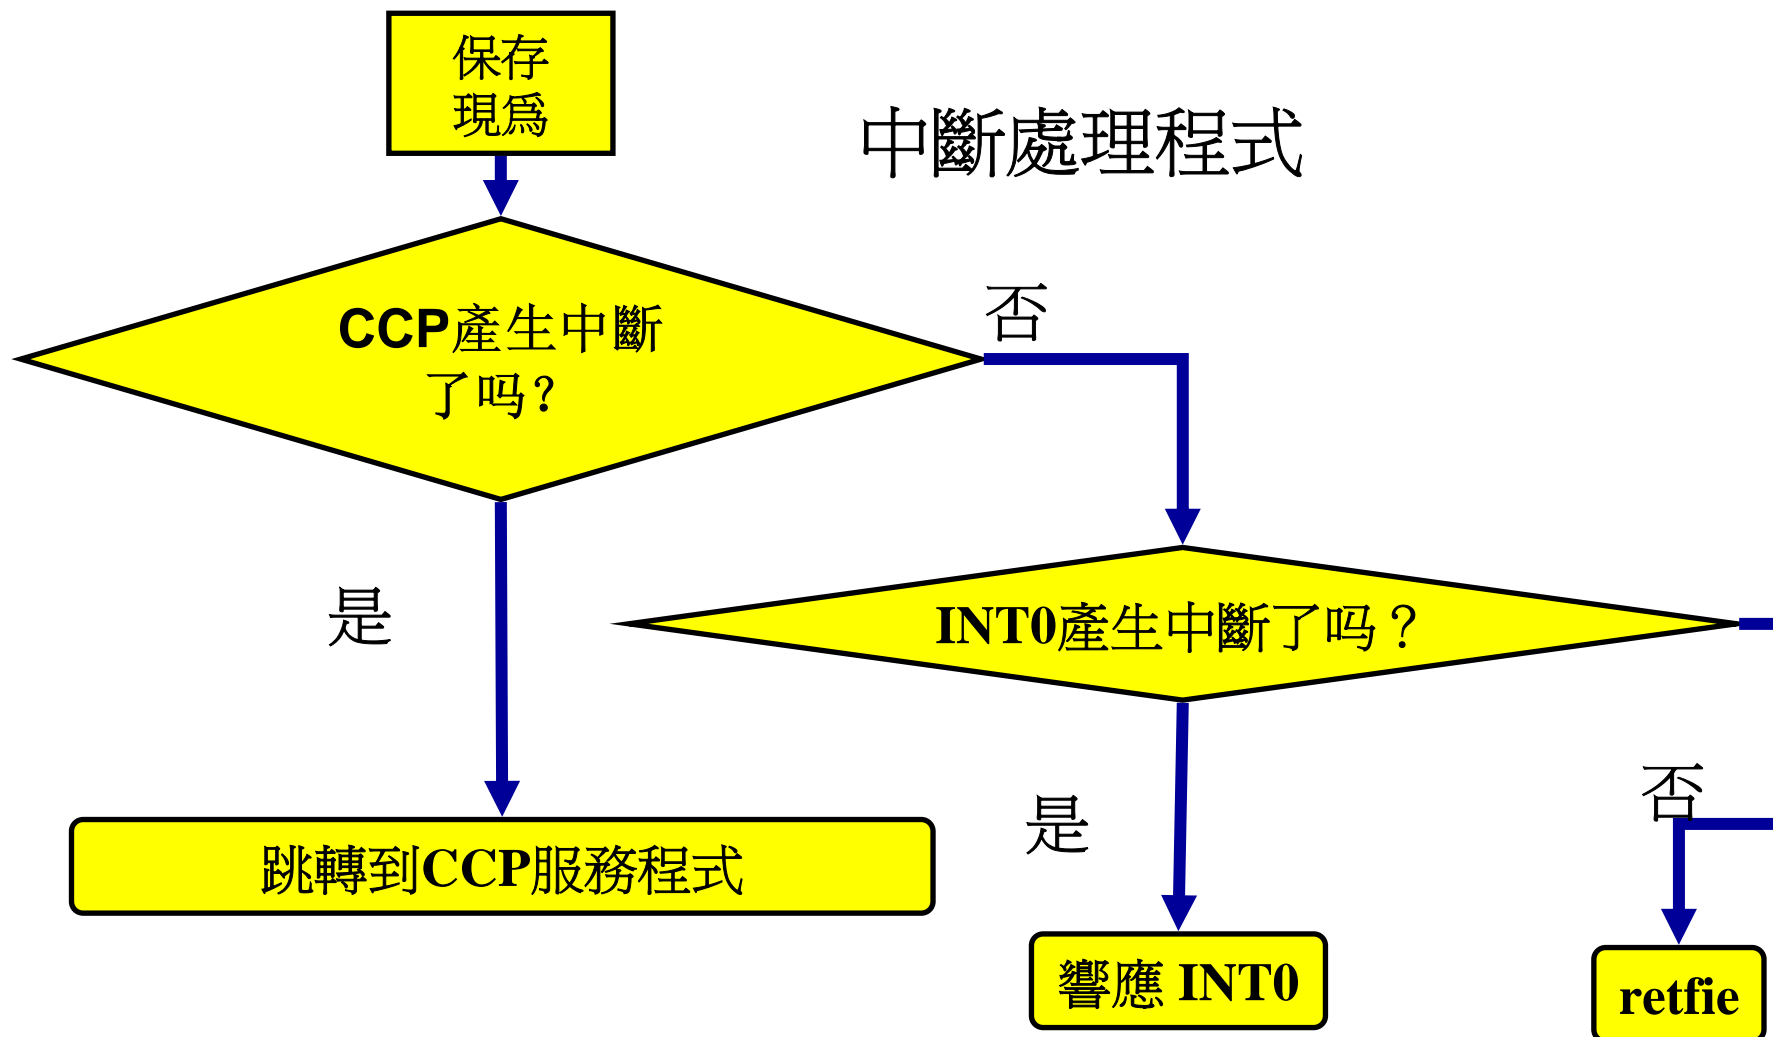 保存
現爲
中斷處理程式
CCP產生中斷
了吗?
否
是
INT0產生中斷了吗？
是
否
跳轉到CCP服務程式
響應 INT0
retfie